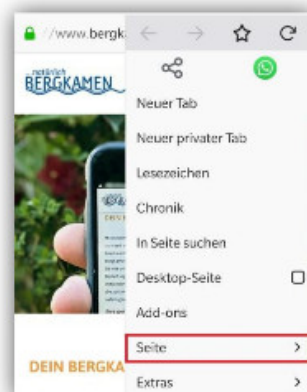 //www.bergk
natürlich
BERGKAMEN
Neuer Tab
Neuer privater Tab
Lesezeichen
Chronik
In Seite suchen
Desktop-Seite
Add-ons
Seite
Extras
DEIN BERGKA